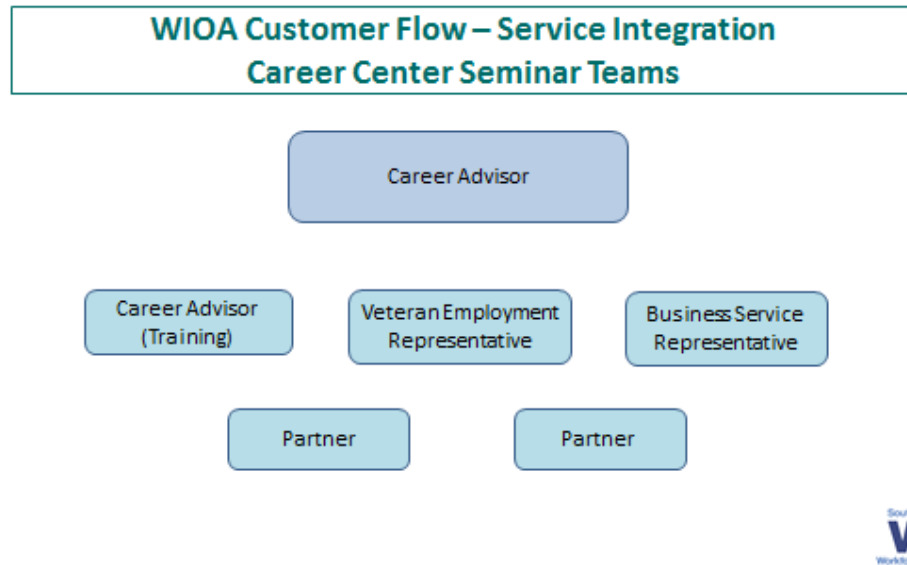 WIOA Customer Flow – Service Integration
Career Center Seminar Teams
Career Advisor
Career Advisor
(Training)
Veteran Employment
Representative
Business Service
Representative
Partner
Partner